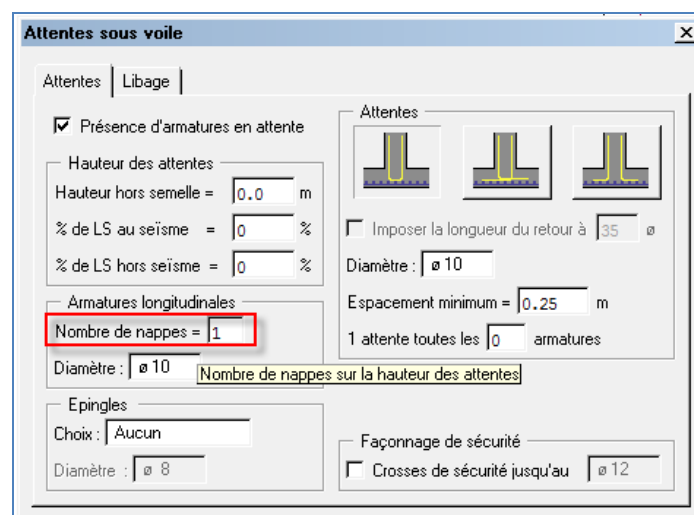 Attentes sous voile
Attentes Libage
Présence d'armatures en attente
Hauteur des attentes
Hauteur hors semelle = 0.0 m
% de LS au seïsme = 0 %
% de LS hors seïsme = 0 %
Armatures longitudinales
Nombre de nappes = 1
Diamètre : ø 10
Nombre de nappes sur la hauteur des attentes
Epingles
Choix : Aucun
Diamètre : ø 8
Attentes
Imposer la longueur du retour à 35 ø
Diamètre : ø 10
Espacement minimum = 0.25 m
1 attente toutes les 0 armatures
Façonnage de sécurité
Crosses de sécurité jusqu'au ø 12